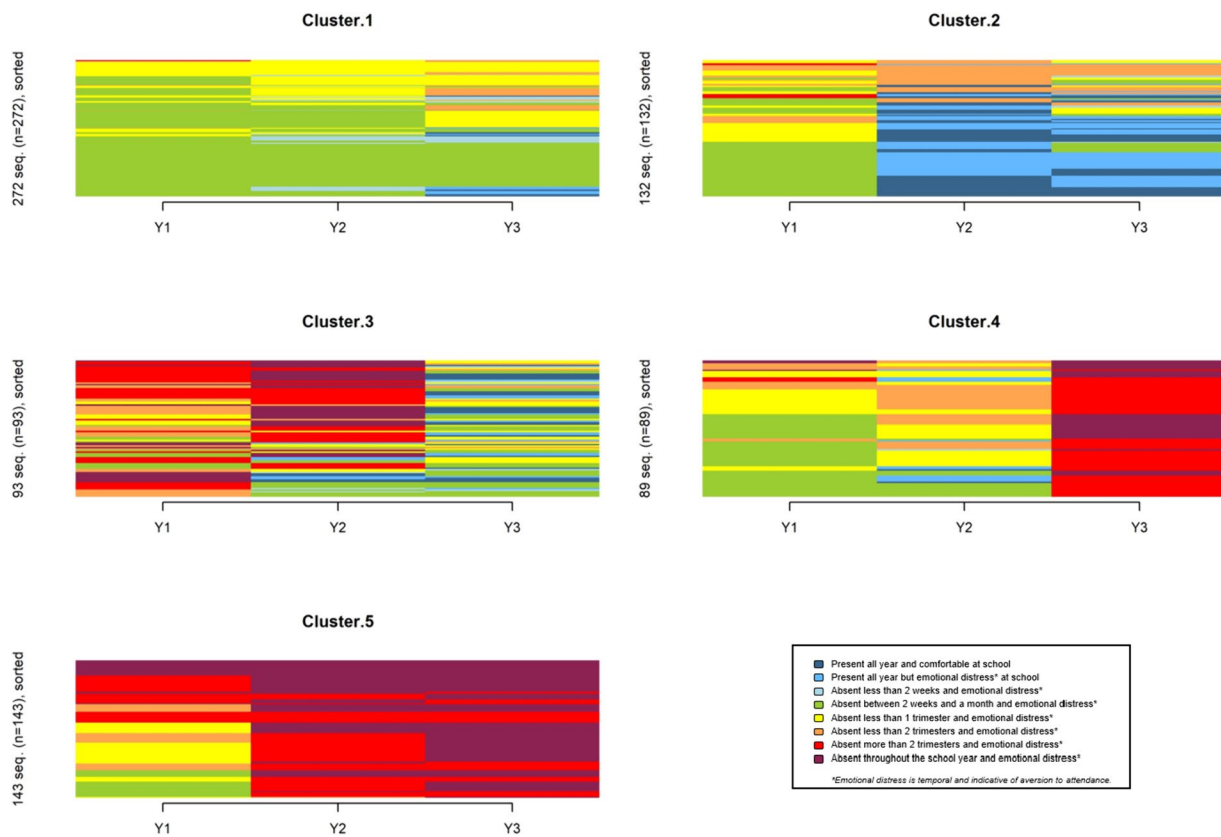 Cluster.1
272 seq. (n=272), sorted
Y1 Y2 Y3
Cluster.2
132 seq. (n=132), sorted
Y1 Y2 Y3
Cluster.3
93 seq. (n=93), sorted
Y1 Y2 Y3
Cluster.4
89 seq. (n=89), sorted
Y1 Y2 Y3
Cluster.5
143 seq. (n=143), sorted
Y1 Y2 Y3
Present all year and comfortable at school
Present all year but emotional distress* at school
Absent less than 2 weeks and emotional distress*
Absent between 2 weeks and a month and emotional distress*
Absent less than 1 trimester and emotional distress*
Absent less than 2 trimesters and emotional distress*
Absent more than 2 trimesters and emotional distress*
Absent throughout the school year and emotional distress*
*Emotional distress is temporal and indicative of aversion to attendance.